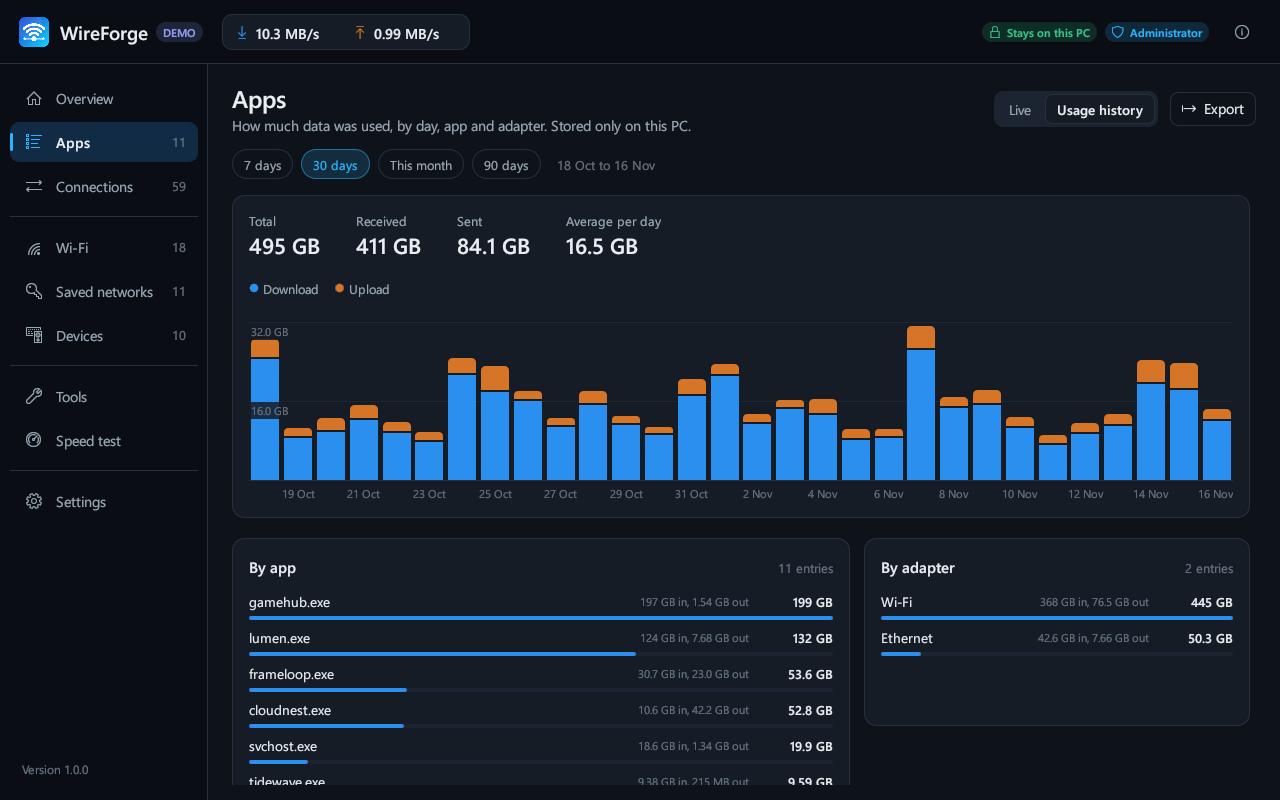 WireForge DEMO 10.3 MB/s 0.99 MB/s Stays on this PC Administrator
Overview
Apps 11
Connections 59
Wi-Fi 18
Saved networks 11
Devices 10
Tools
Speed test
Settings
Version 1.0.0
Apps
How much data was used, by day, app and adapter. Stored only on this PC.
Live Usage history Export
7 days 30 days This month 90 days 18 Oct to 16 Nov
Total Received Sent Average per day
495 GB 411 GB 84.1 GB 16.5 GB
Download Upload
32.0 GB
16.0 GB
19 Oct 21 Oct 23 Oct 25 Oct 27 Oct 29 Oct 31 Oct 2 Nov 4 Nov 6 Nov 8 Nov 10 Nov 12 Nov 14 Nov 16 Nov
By app 11 entries
gamehub.exe 197 GB in, 1.54 GB out 199 GB
lumen.exe 124 GB in, 7.68 GB out 132 GB
frameloop.exe 30.7 GB in, 23.0 GB out 53.6 GB
cloudnest.exe 10.6 GB in, 42.2 GB out 52.8 GB
svchost.exe 18.6 GB in, 1.34 GB out 19.9 GB
tidewave.exe 9.38 GB in, 215 MB out 9.59 GB
By adapter 2 entries
Wi-Fi 368 GB in, 76.5 GB out 445 GB
Ethernet 42.6 GB in, 7.66 GB out 50.3 GB